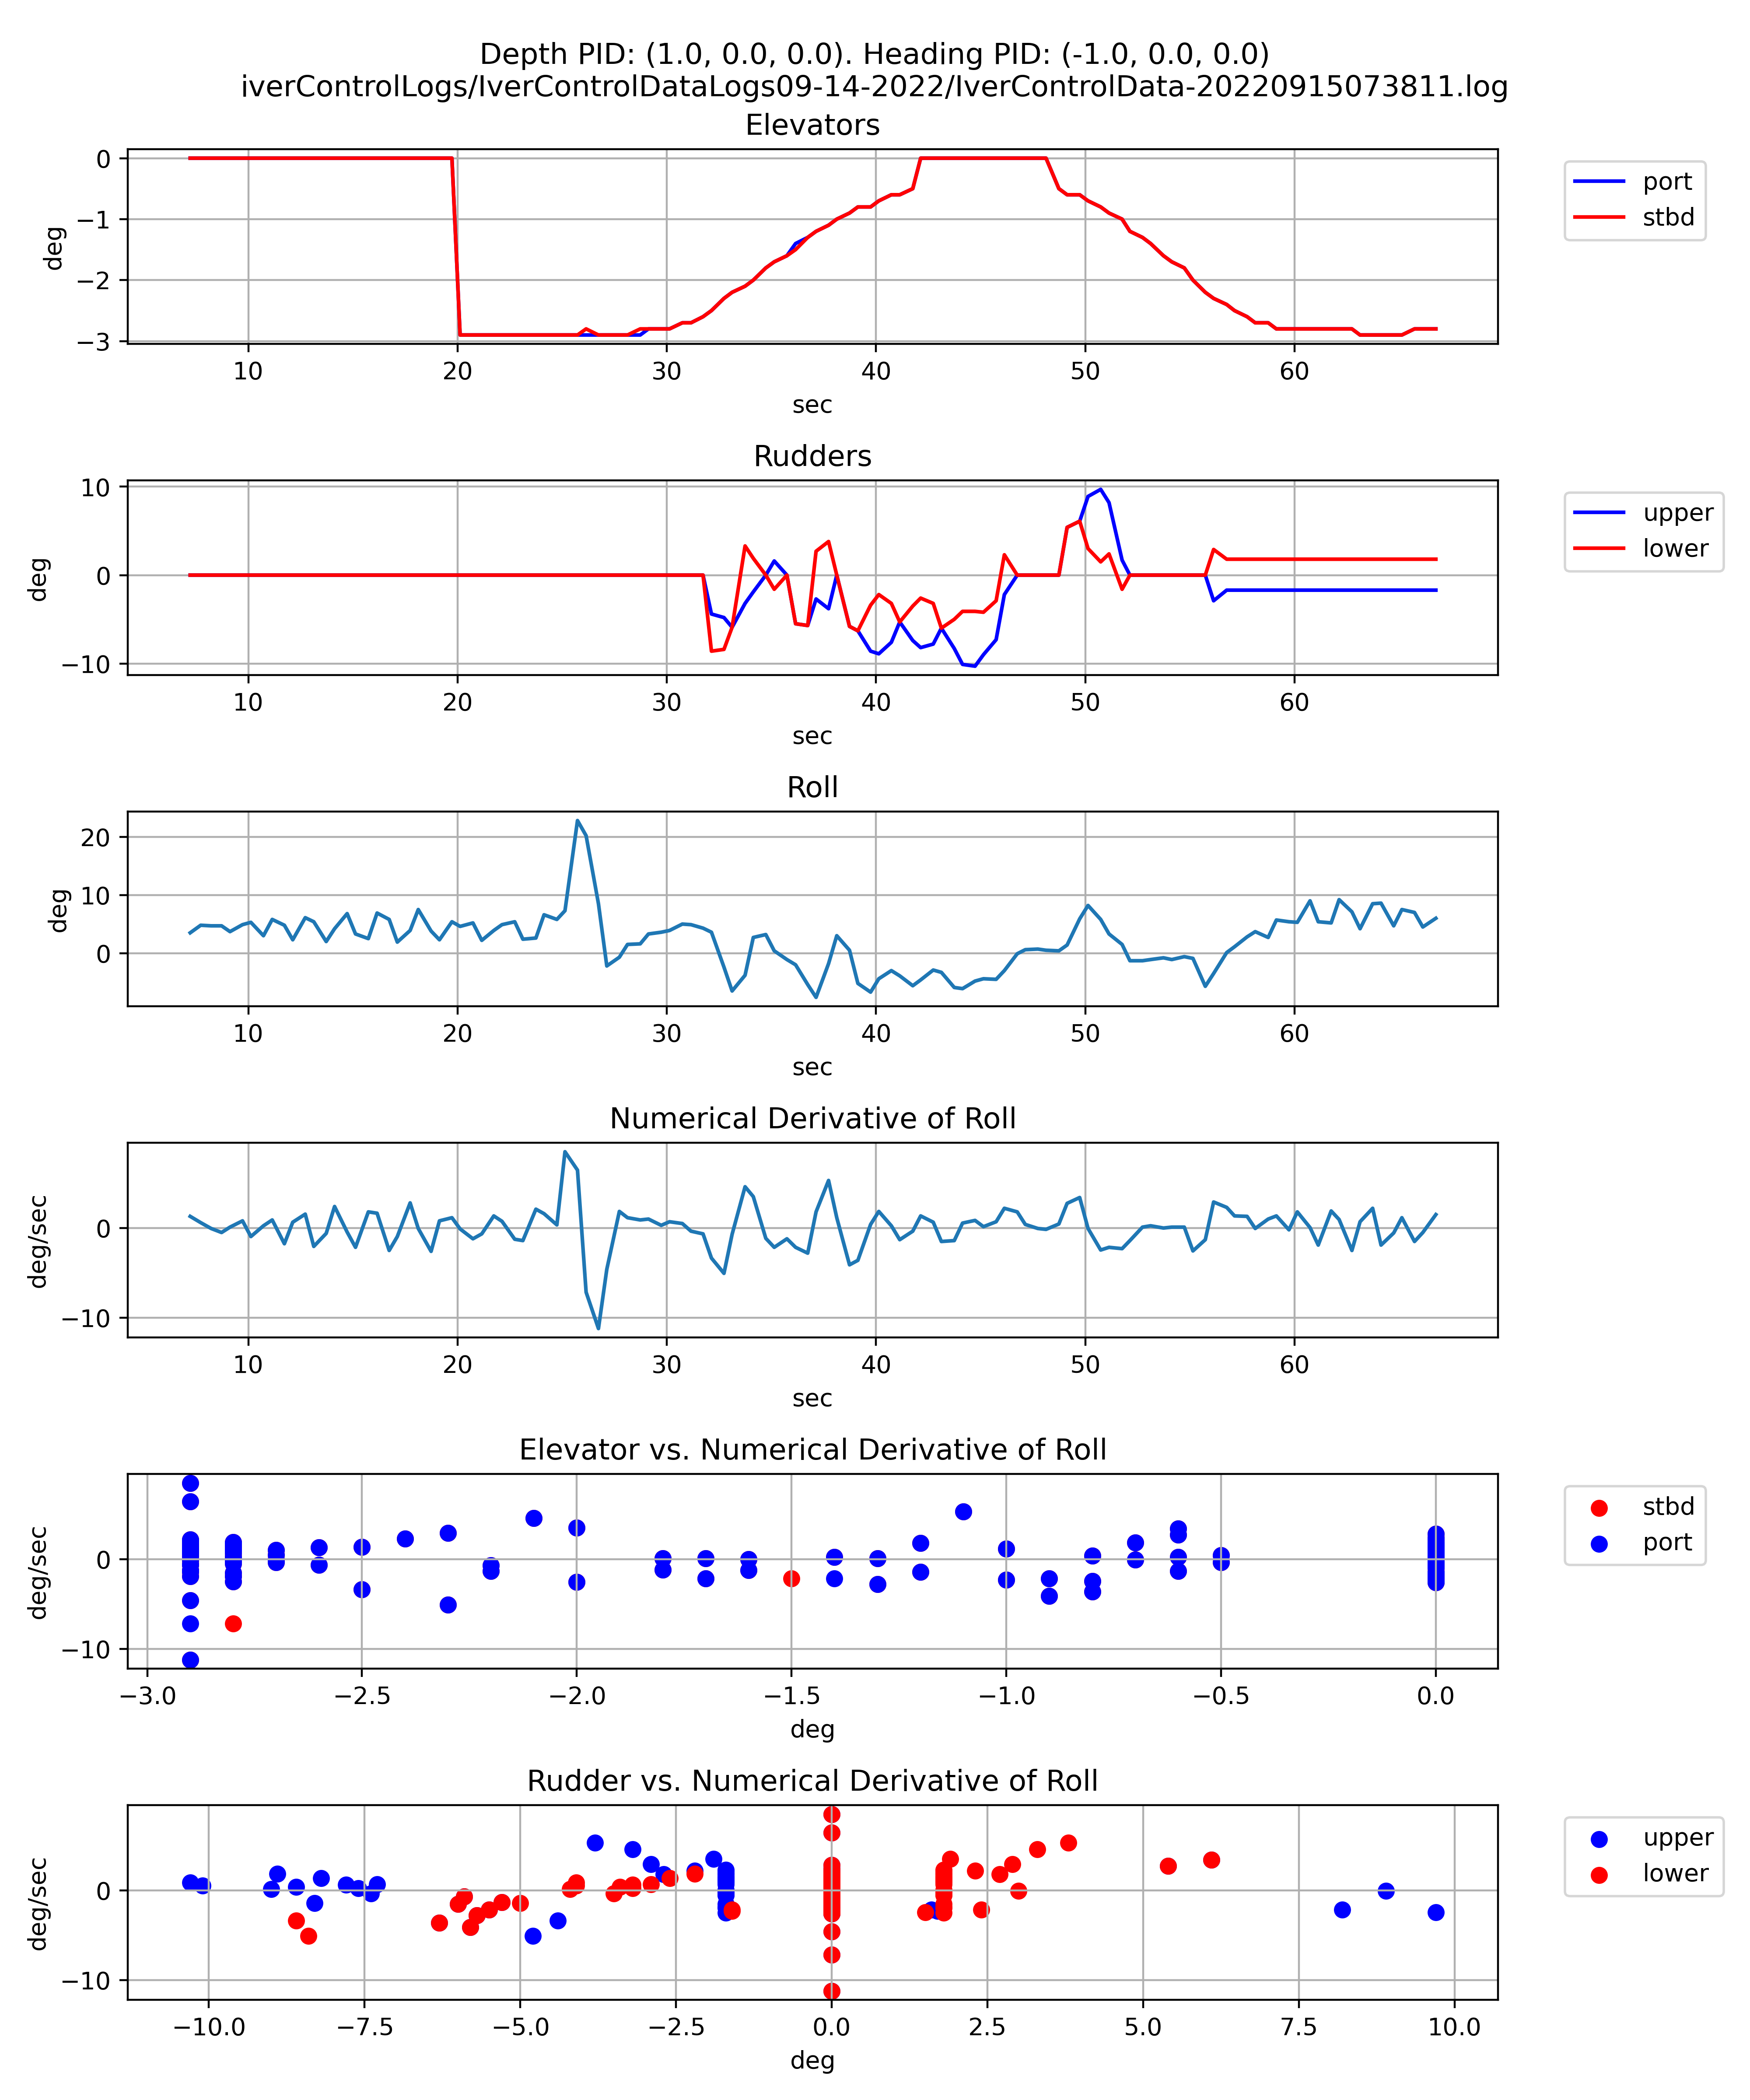 Depth PID: (1.0, 0.0, 0.0). Heading PID: (-1.0, 0.0, 0.0)
iverControlLogs/IverControlDataLogs09-14-2022/IverControlData-20220915073811.log
Elevators
0
−1
−2
−3
deg
10 20 30 40 50 60
sec
port
stbd
Rudders
10
0
−10
deg
10 20 30 40 50 60
sec
upper
lower
Roll
20
10
0
deg
10 20 30 40 50 60
sec
Numerical Derivative of Roll
0
−10
deg/sec
10 20 30 40 50 60
sec
Elevator vs. Numerical Derivative of Roll
0
−10
deg/sec
−3.0 −2.5 −2.0 −1.5 −1.0 −0.5 0.0
deg
stbd
port
Rudder vs. Numerical Derivative of Roll
0
−10
deg/sec
−10.0 −7.5 −5.0 −2.5 0.0 2.5 5.0 7.5 10.0
deg
upper
lower